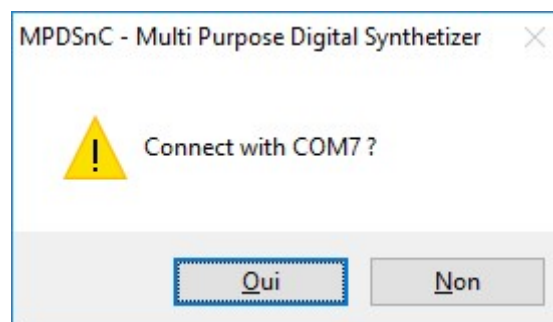 MPDSnC - Multi Purpose Digital Synthetizer
Connect with COM7 ?
Oui
Non